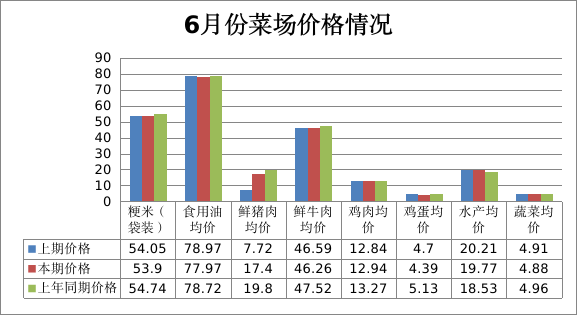 6月份菜场价格情况
90
80
70
60
50
40
30
20
10
0
粳米（袋装） 食用油均价 鲜猪肉均价 鲜牛肉均价 鸡肉均价 鸡蛋均价 水产均价 蔬菜均价
上期价格 54.05 78.97 7.72 46.59 12.84 4.7 20.21 4.91
本期价格 53.9 77.97 17.4 46.26 12.94 4.39 19.77 4.88
上年同期价格 54.74 78.72 19.8 47.52 13.27 5.13 18.53 4.96